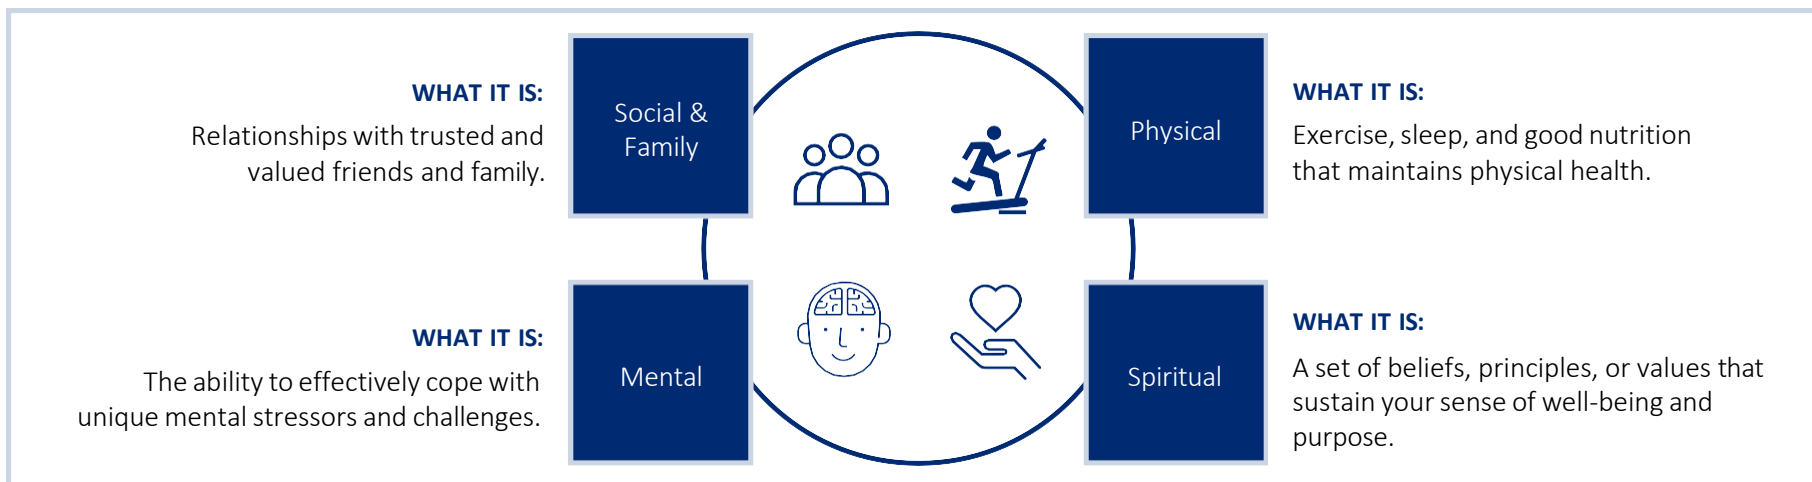 WHAT IT IS:
Relationships with trusted and
valued friends and family.
Social &
Family
Physical
WHAT IT IS:
Exercise, sleep, and good nutrition
that maintains physical health.
WHAT IT IS:
The ability to effectively cope with
unique mental stressors and challenges.
Mental
Spiritual
WHAT IT IS:
A set of beliefs, principles, or values that
sustain your sense of well-being and
purpose.